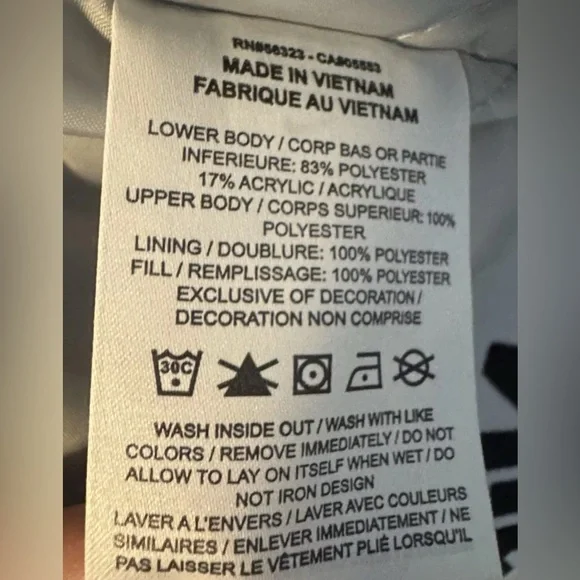 RN#56323 - CA#05553
MADE IN VIETNAM
FABRIQUE AU VIETNAM
LOWER BODY / CORP BAS OR PARTIE
INFERIEURE: 83% POLYESTER
17% ACRYLIC / ACRYLIQUE
UPPER BODY / CORPS SUPERIEUR: 100%
POLYESTER
LINING / DOUBLURE: 100% POLYESTER
FILL / REMPLISSAGE: 100% POLYESTER
EXCLUSIVE OF DECORATION /
DECORATION NON COMPRISE
30C
WASH INSIDE OUT / WASH WITH LIKE
COLORS / REMOVE IMMEDIATELY / DO NOT
ALLOW TO LAY ON ITSELF WHEN WET / DO
NOT IRON DESIGN
LAVER A L'ENVERS / LAVER AVEC COULEURS
SIMILAIRES / ENLEVER IMMEDIATEMENT / NE
PAS LAISSER LE VÊTEMENT PLIÉ LORSQU'IL